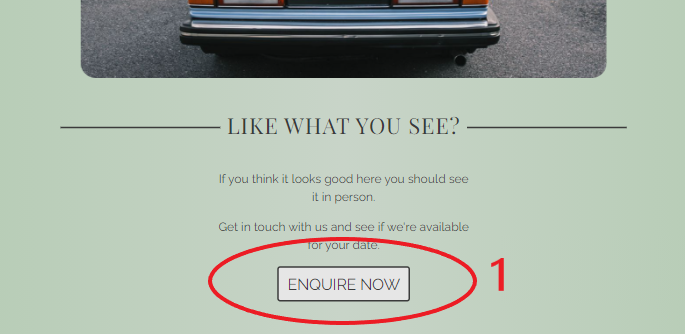 LIKE WHAT YOU SEE?
If you think it looks good here you should see
it in person.
Get in touch with us and see if we're available
for your date.
ENQUIRE NOW
1